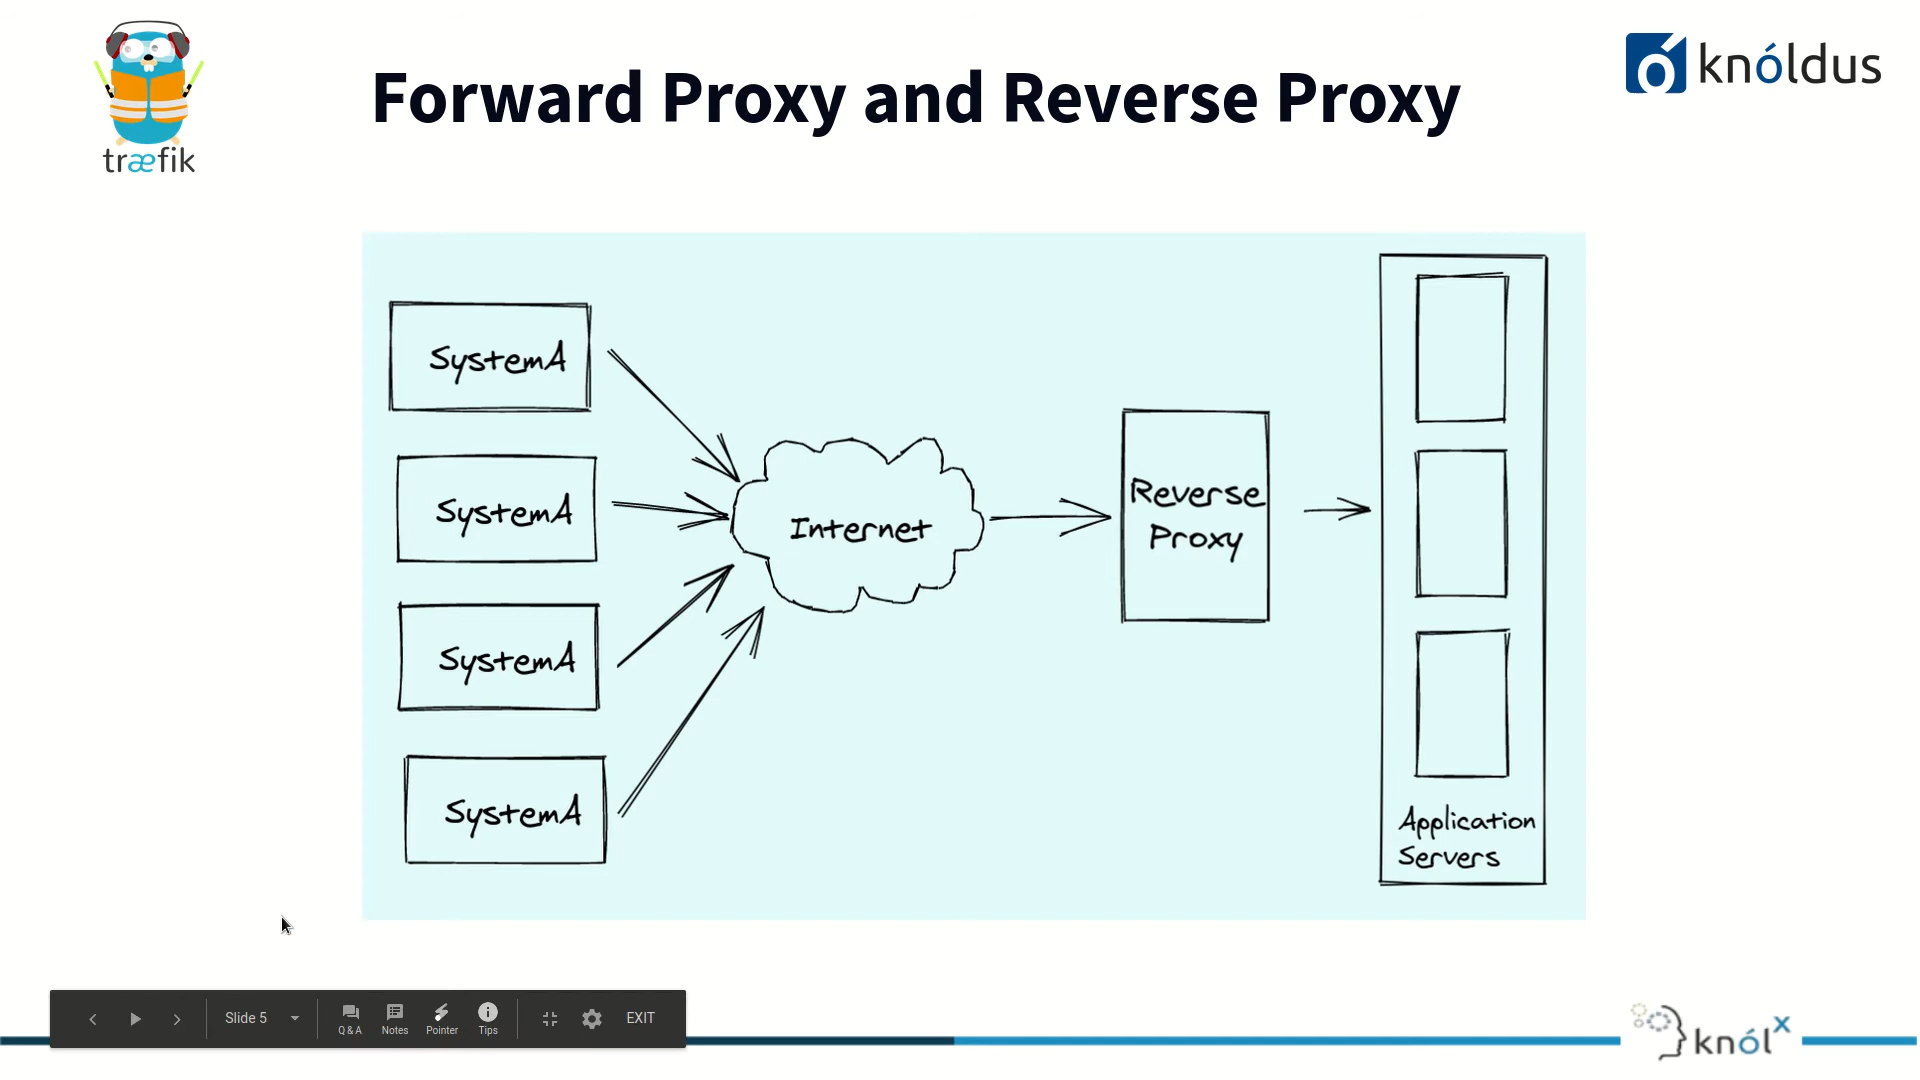 træfik
Forward Proxy and Reverse Proxy
knóldus
SystemA
SystemA
SystemA
SystemA
Internet
Reverse
Proxy
Application
Servers
Slide 5
Q & A
Notes
Pointer
Tips
EXIT
knólx